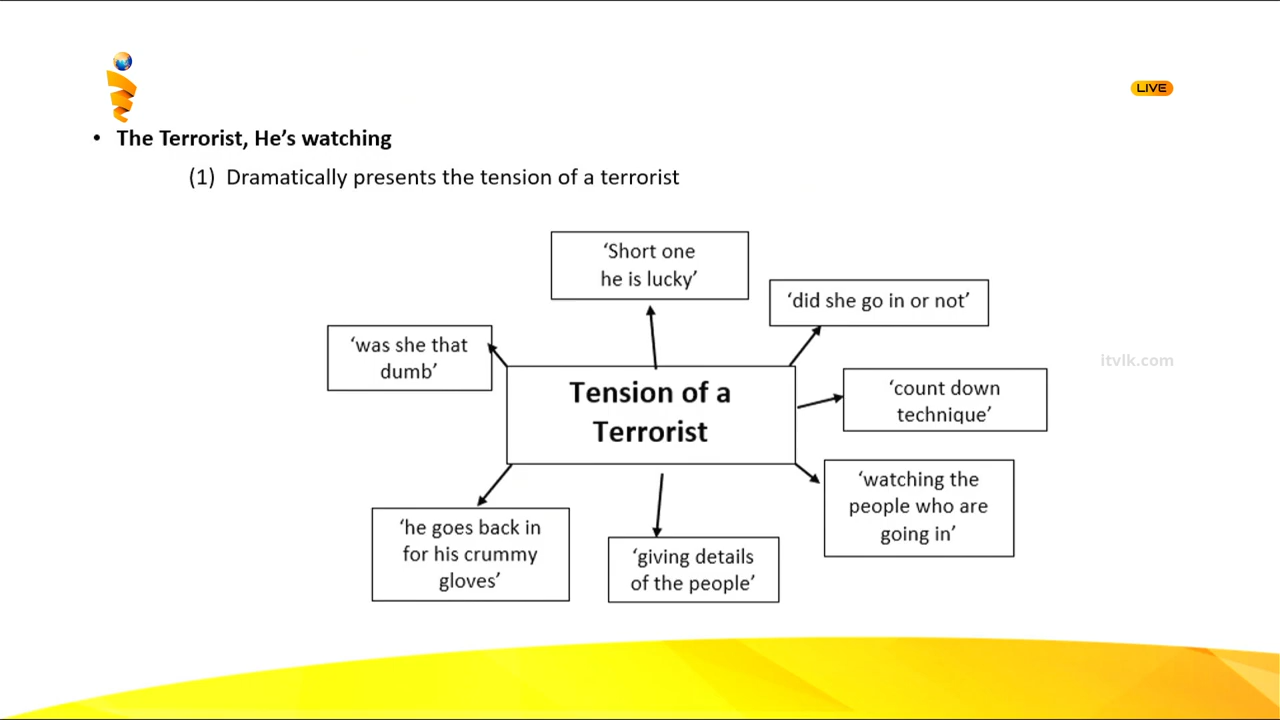 LIVE
• The Terrorist, He’s watching
(1) Dramatically presents the tension of a terrorist
‘Short one
he is lucky’
‘did she go in or not’
‘was she that
dumb’
itvlk.com
Tension of a
Terrorist
‘count down
technique’
‘watching the
people who are
going in’
‘he goes back in
for his crummy
gloves’
‘giving details
of the people’